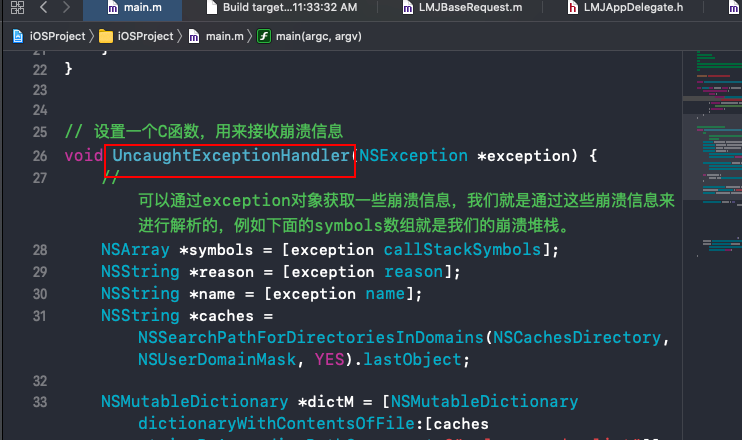 main.m
Build target...11:33:32 AM
LMJBaseRequest.m
LMJAppDelegate.h
iOSProject 〉 iOSProject 〉 main.m 〉 main(argc, argv)
21 }
22 }
23
24
25 // 设置一个C函数，用来接收崩溃信息
26 void UncaughtExceptionHandler(NSException *exception) {
27 //
可以通过exception对象获取一些崩溃信息，我们就是通过这些崩溃信息来
进行解析的，例如下面的symbols数组就是我们的崩溃堆栈。
28 NSArray *symbols = [exception callStackSymbols];
29 NSString *reason = [exception reason];
30 NSString *name = [exception name];
31 NSString *caches =
NSSearchPathForDirectoriesInDomains(NSCachesDirectory,
NSUserDomainMask, YES).lastObject;
32
33 NSMutableDictionary *dictM = [NSMutableDictionary
dictionaryWithContentsOfFile:[caches